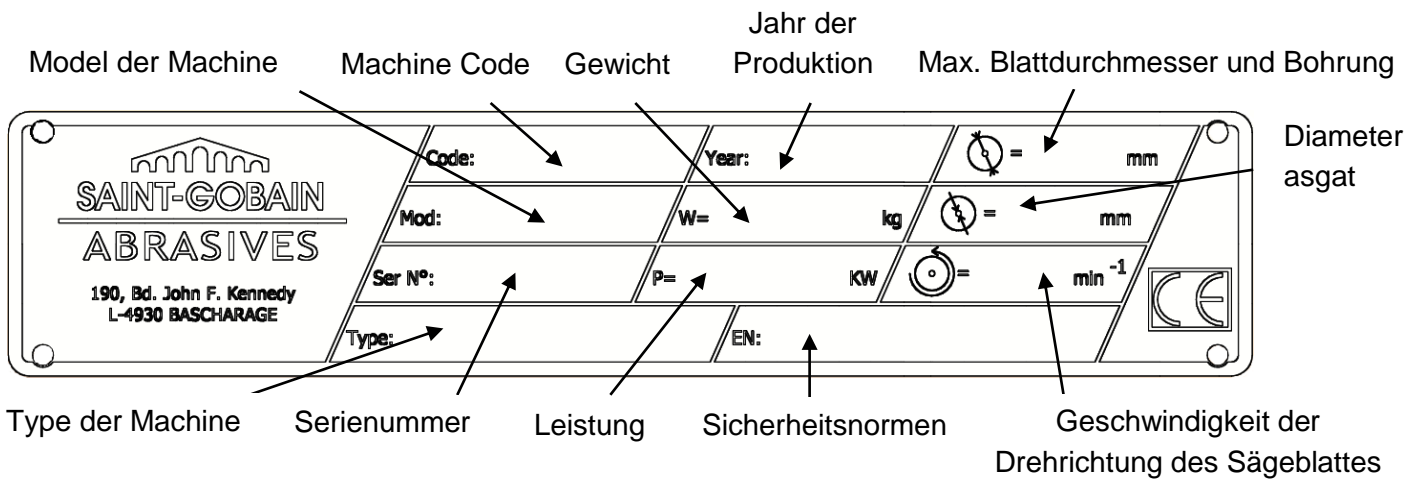 Jahr der
Produktion
Model der Machine
Machine Code
Gewicht
Max. Blattdurchmesser und Bohrung
Diameter
asgat
SAINT-GOBAIN
ABRASIVES
190, Bd. John F. Kennedy
L-4930 BASCHARAGE
Code:
Year:
= mm
Mod:
W= kg
= mm
Ser Nº:
P= KW
= min -1
Type:
EN:
CE
Type der Machine
Serienummer
Leistung
Sicherheitsnormen
Geschwindigkeit der
Drehrichtung des Sägeblattes